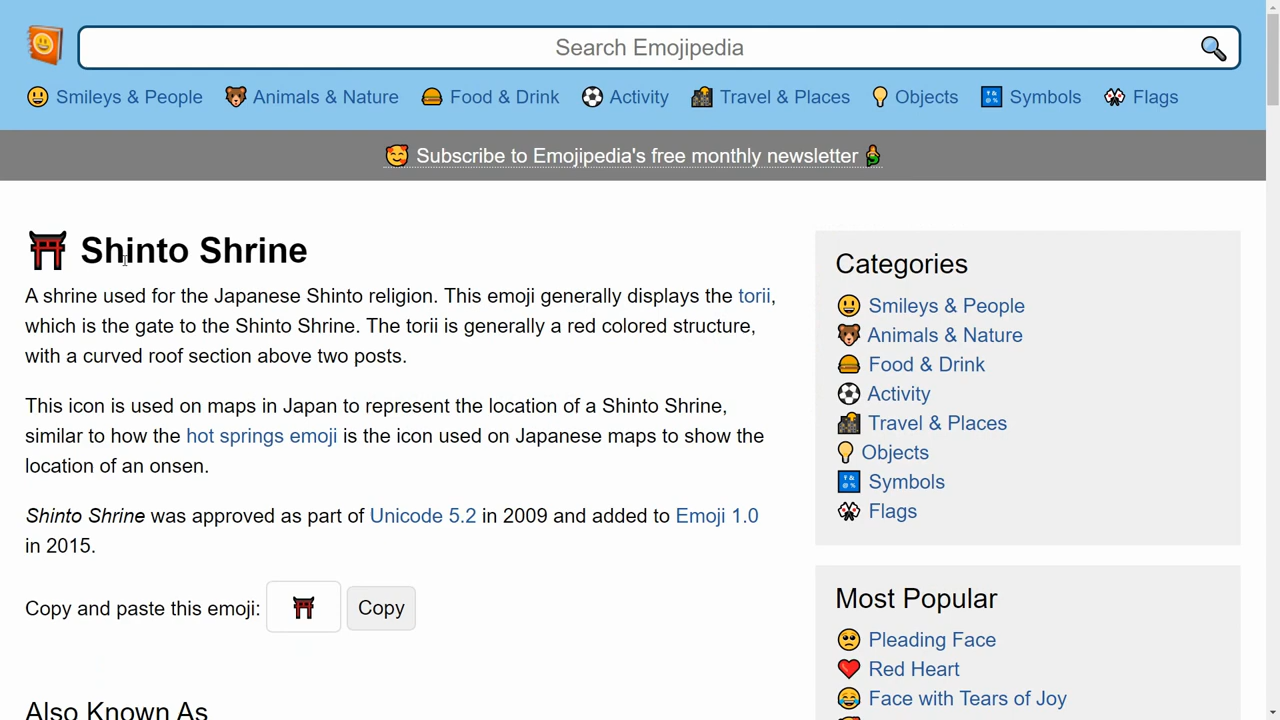 Search Emojipedia
Smileys & People Animals & Nature Food & Drink Activity Travel & Places Objects Symbols Flags
Subscribe to Emojipedia's free monthly newsletter
Shinto Shrine
A shrine used for the Japanese Shinto religion. This emoji generally displays the torii,
which is the gate to the Shinto Shrine. The torii is generally a red colored structure,
with a curved roof section above two posts.
This icon is used on maps in Japan to represent the location of a Shinto Shrine,
similar to how the hot springs emoji is the icon used on Japanese maps to show the
location of an onsen.
Shinto Shrine was approved as part of Unicode 5.2 in 2009 and added to Emoji 1.0
in 2015.
Copy and paste this emoji: Copy
Also Known As
Categories
Smileys & People
Animals & Nature
Food & Drink
Activity
Travel & Places
Objects
Symbols
Flags
Most Popular
Pleading Face
Red Heart
Face with Tears of Joy